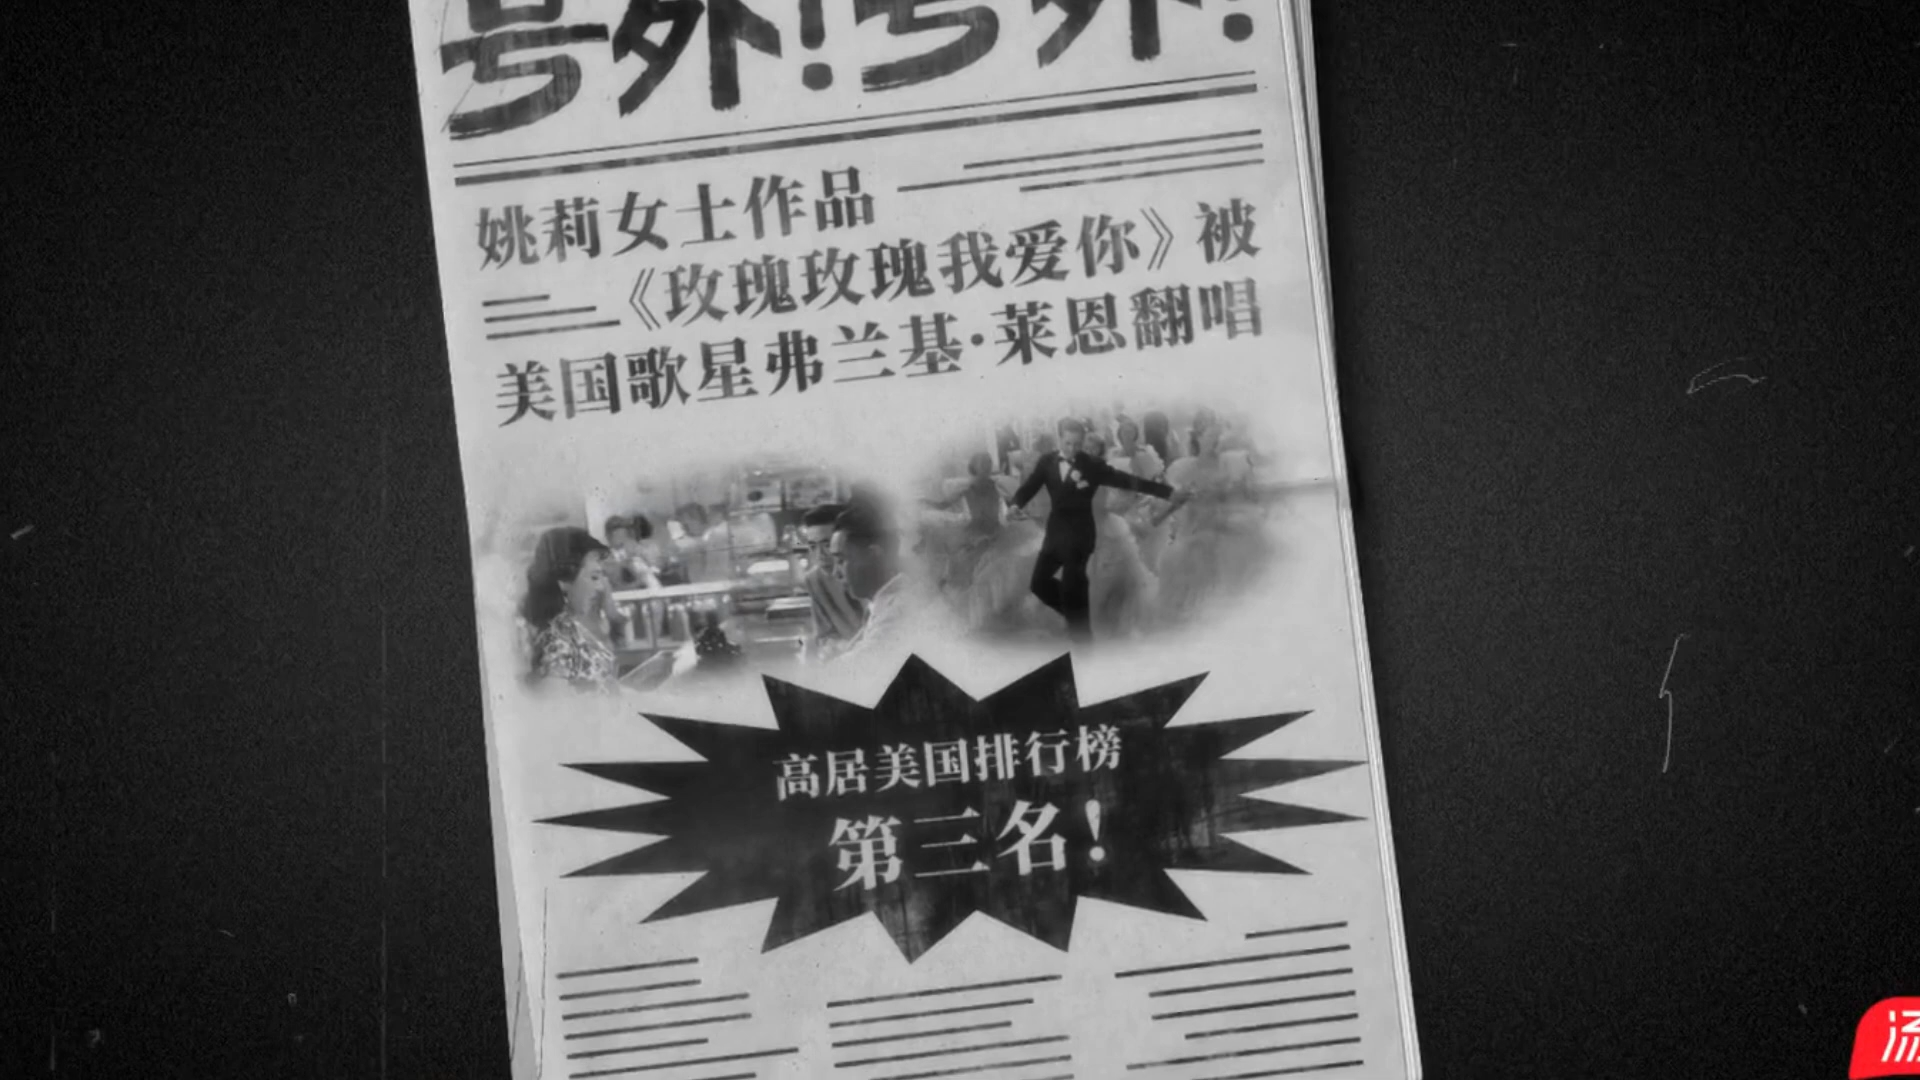 号外!号外!
姚莉女士作品
《玫瑰玫瑰我爱你》被
美国歌星弗兰基·莱恩翻唱
高居美国排行榜
第三名!